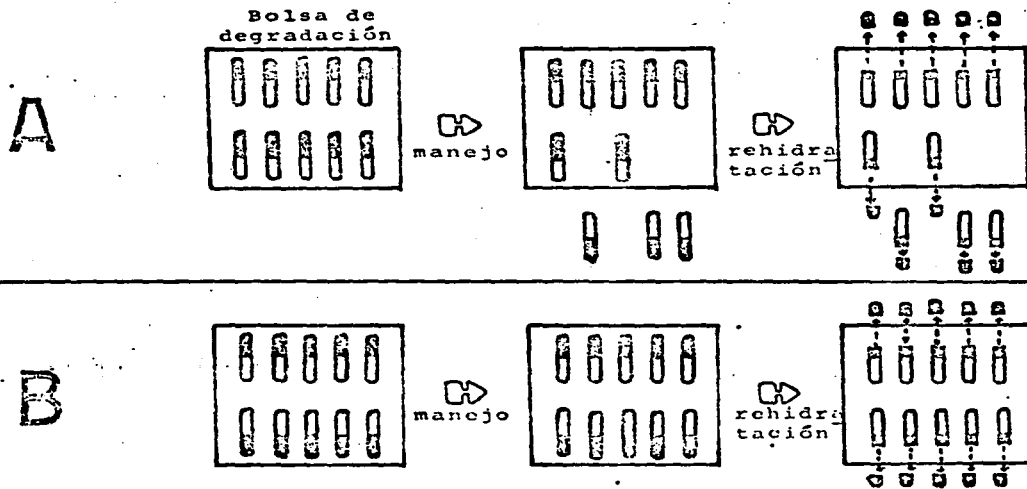 Bolsa de
degradación
A
manejo
rehidra
tación
B
manejo
rehidra
tación